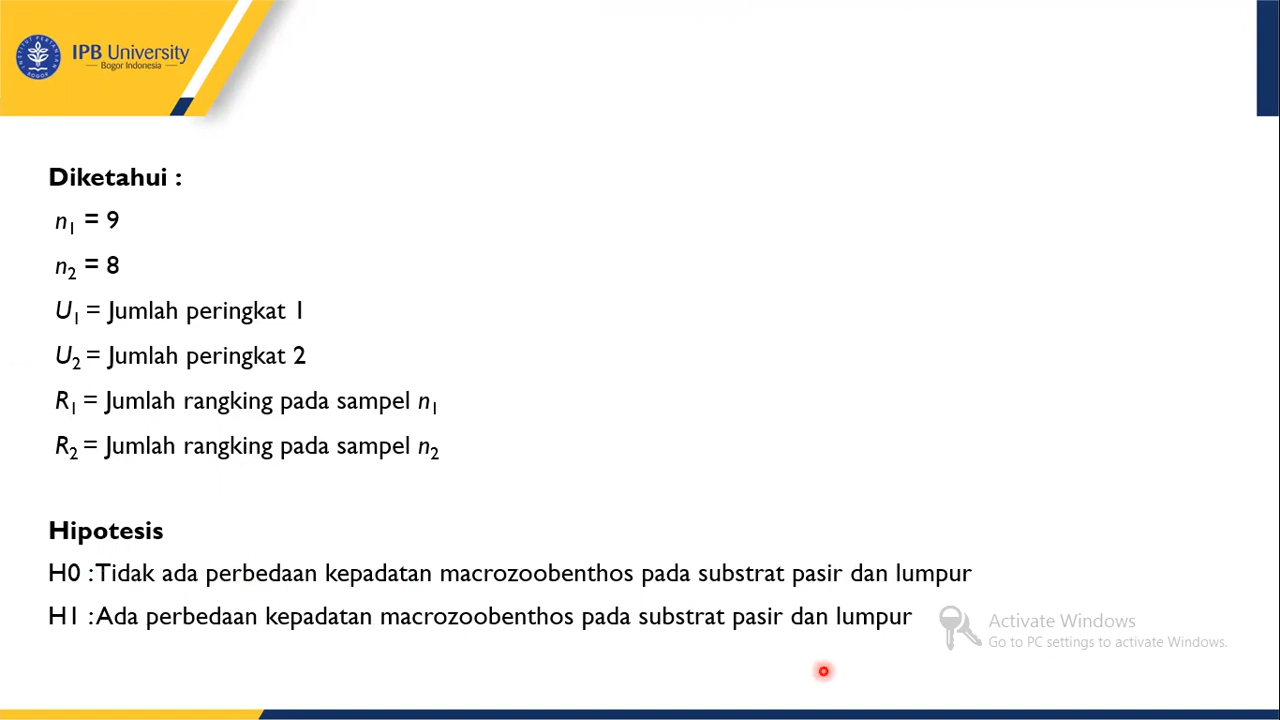 IPB University
Bogor Indonesia
Diketahui :
n1 = 9
n2 = 8
U1 = Jumlah peringkat 1
U2 = Jumlah peringkat 2
R1 = Jumlah rangking pada sampel n1
R2 = Jumlah rangking pada sampel n2
Hipotesis
H0 : Tidak ada perbedaan kepadatan macrozoobenthos pada substrat pasir dan lumpur
H1 : Ada perbedaan kepadatan macrozoobenthos pada substrat pasir dan lumpur
Activate Windows
Go to PC settings to activate Windows.